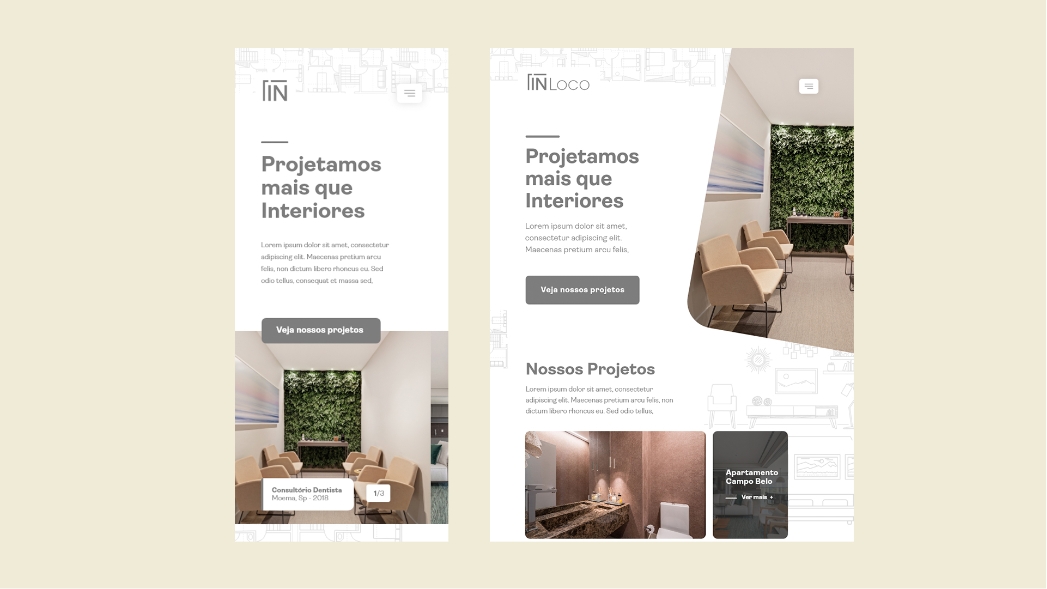 IN
Projetamos
mais que
Interiores
Lorem ipsum dolor sit amet, consectetur
adipiscing elit. Maecenas pretium arcu
felis, non dictum libero rhoncus eu. Sed
odio tellus, consequat et massa sed,
Veja nossos projetos
Consultório Dentista
Moema, Sp - 2018
1/3
IN LOCO
Projetamos
mais que
Interiores
Lorem ipsum dolor sit amet,
consectetur adipiscing elit.
Maecenas pretium arcu felis,
Veja nossos projetos
Nossos Projetos
Lorem ipsum dolor sit amet, consectetur
adipiscing elit. Maecenas pretium arcu felis, non
dictum libero rhoncus eu. Sed odio tellus,
Apartamento
Campo Belo
Ver mais +